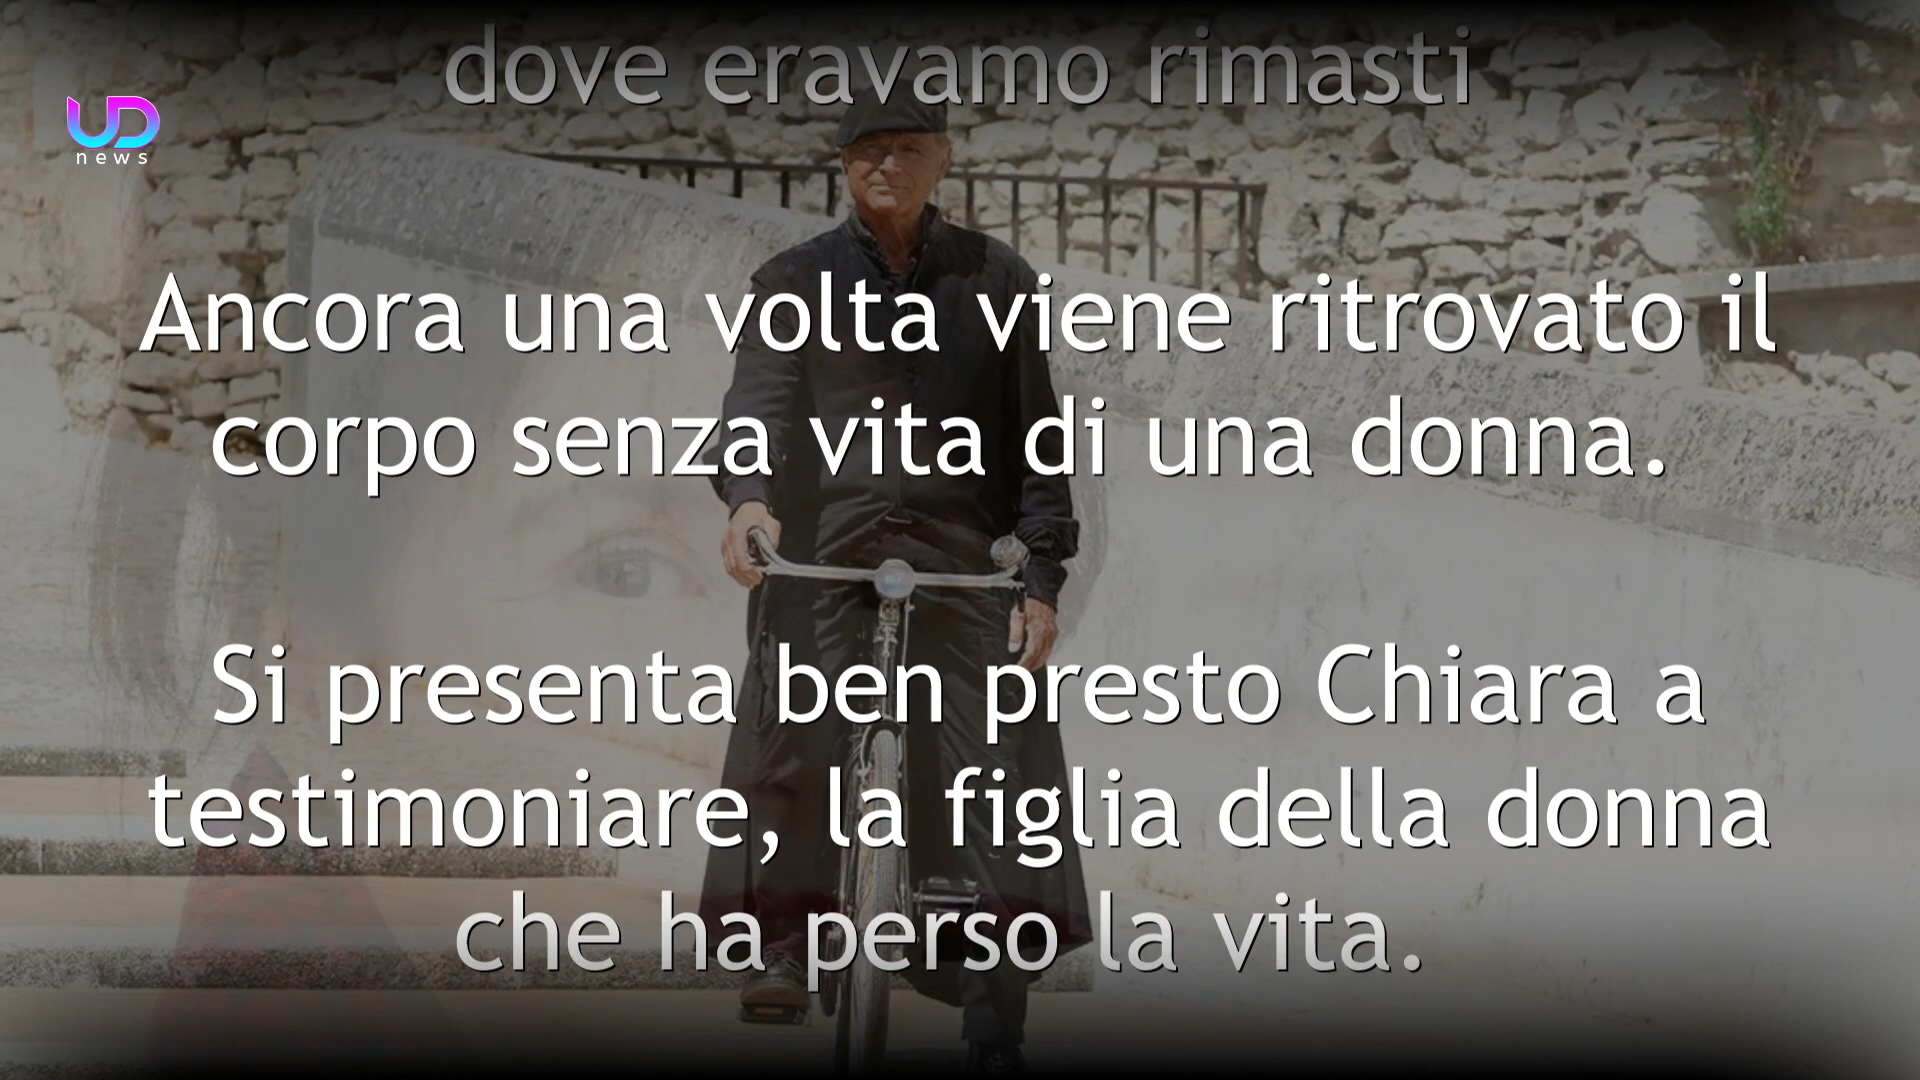 dove eravamo rimasti
UD
news
Ancora una volta viene ritrovato il
corpo senza vita di una donna.
Si presenta ben presto Chiara a
testimoniare, la figlia della donna
che ha perso la vita.